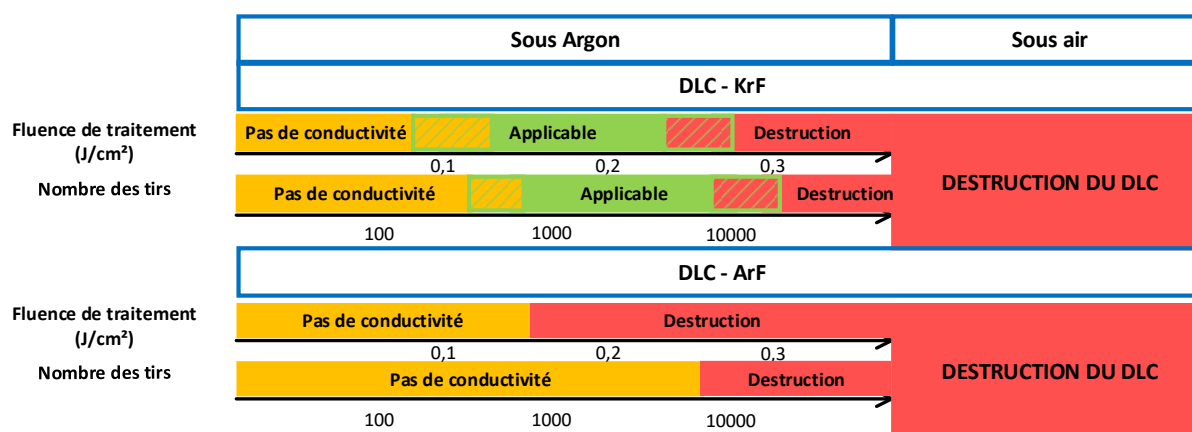 Sous Argon Sous air
DLC - KrF
Fluence de traitement
(J/cm²)
Pas de conductivité Applicable Destruction
0,1 0,2 0,3
Nombre des tirs
Pas de conductivité Applicable Destruction
100 1000 10000
DESTRUCTION DU DLC
DLC - ArF
Fluence de traitement
(J/cm²)
Pas de conductivité Destruction
0,1 0,2 0,3
Nombre des tirs
Pas de conductivité Destruction
100 1000 10000
DESTRUCTION DU DLC